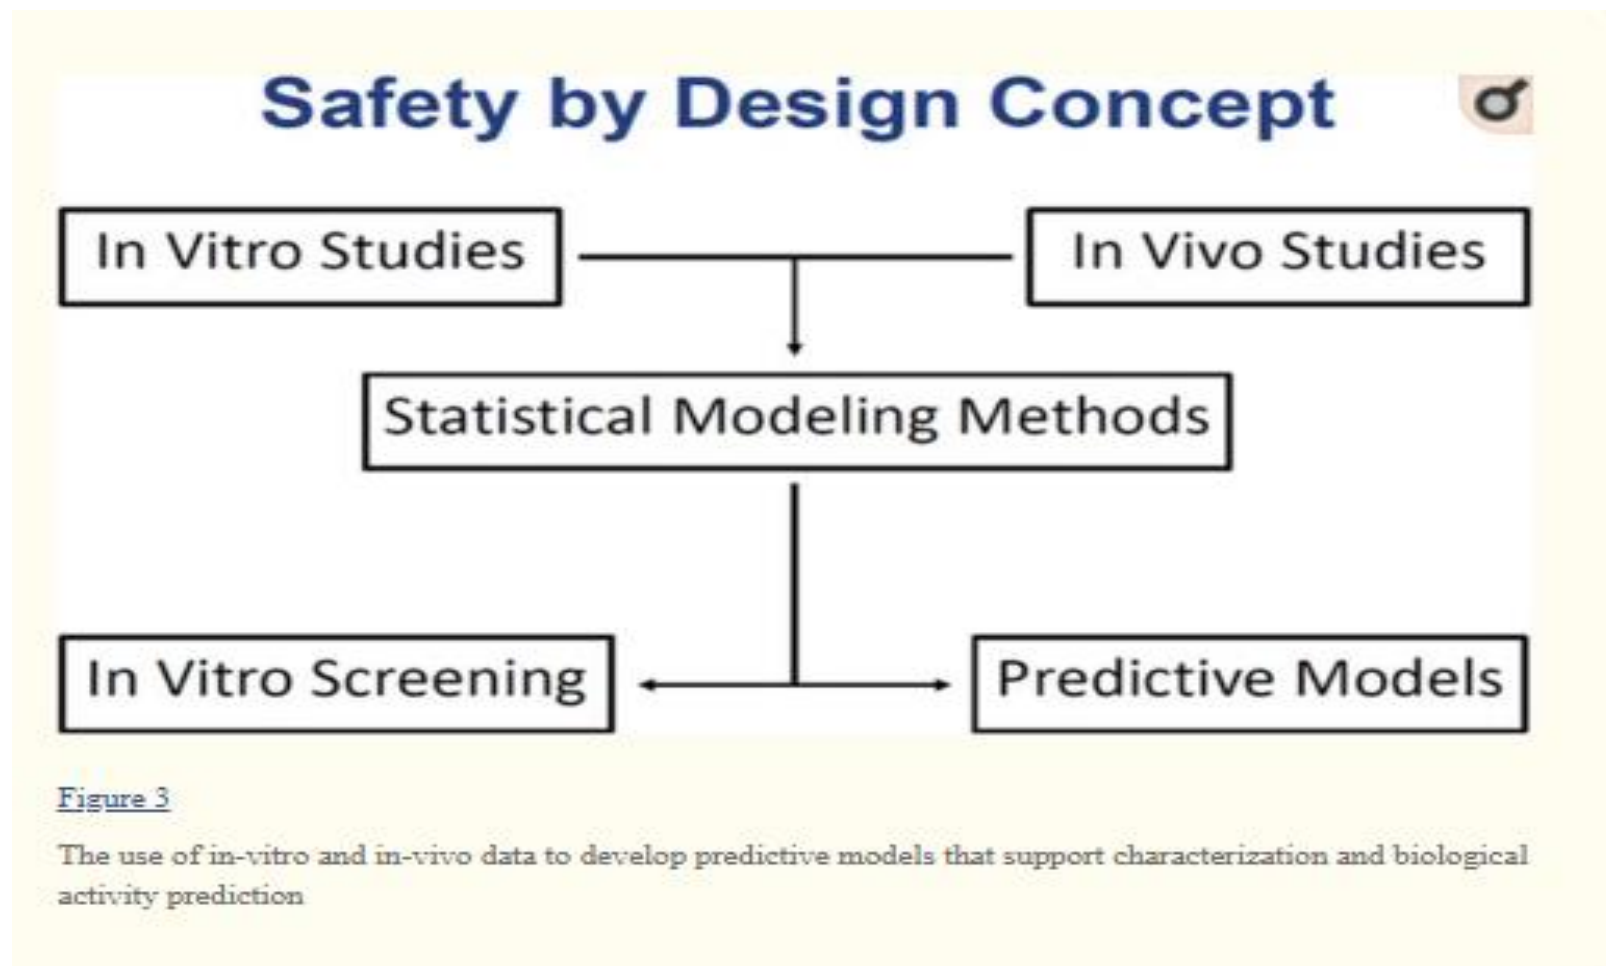 Safety by Design Concept
In Vitro Studies
In Vivo Studies
Statistical Modeling Methods
In Vitro Screening
Predictive Models
Figure 3
The use of in-vitro and in-vivo data to develop predictive models that support characterization and biological
activity prediction